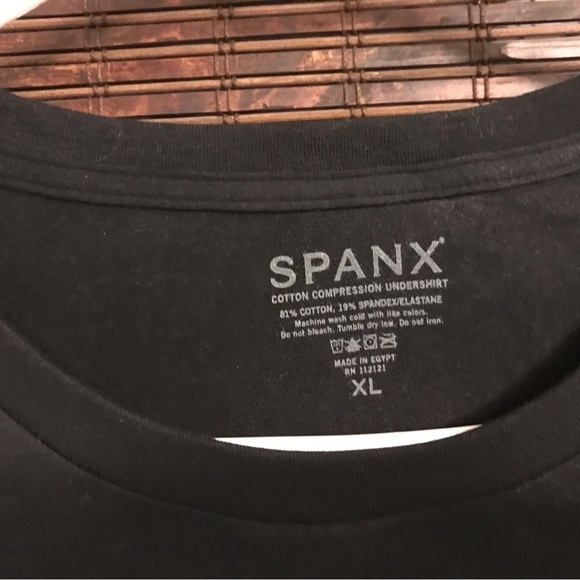 SPANX®
COTTON COMPRESSION UNDERSHIRT
81% COTTON, 19% SPANDEX/ELASTANE
Machine wash cold with like colors.
Do not bleach. Tumble dry low. Do not iron.
MADE IN EGYPT
RN 112121
XL